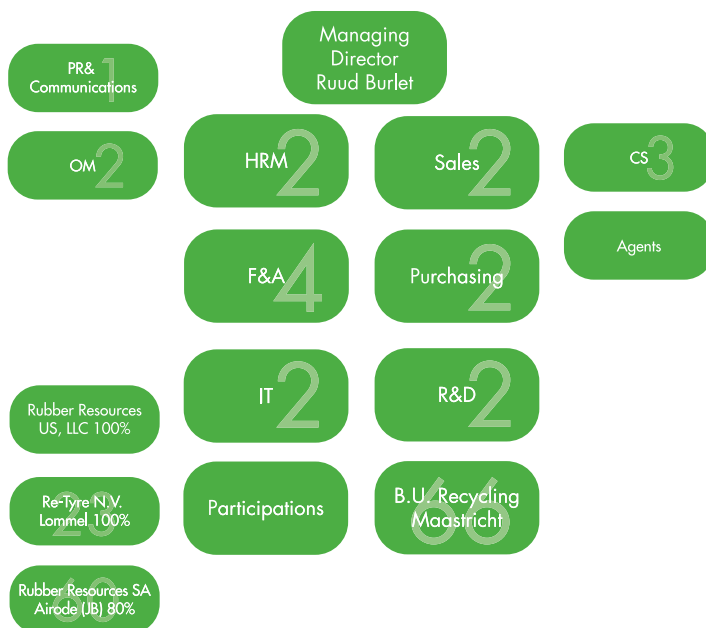 Managing
Director
Ruud Burlet
PR&
Communications
1
OM
2
HRM
2
Sales
2
CS
3
Agents
F&A
4
Purchasing
2
IT
2
R&D
2
Rubber Resources
US, LLC 100%
Participations
B.U. Recycling
Maastricht
66
Re-Tyre N.V.
Lommel 100%
23
Rubber Resources SA
Airode (JB) 80%
60